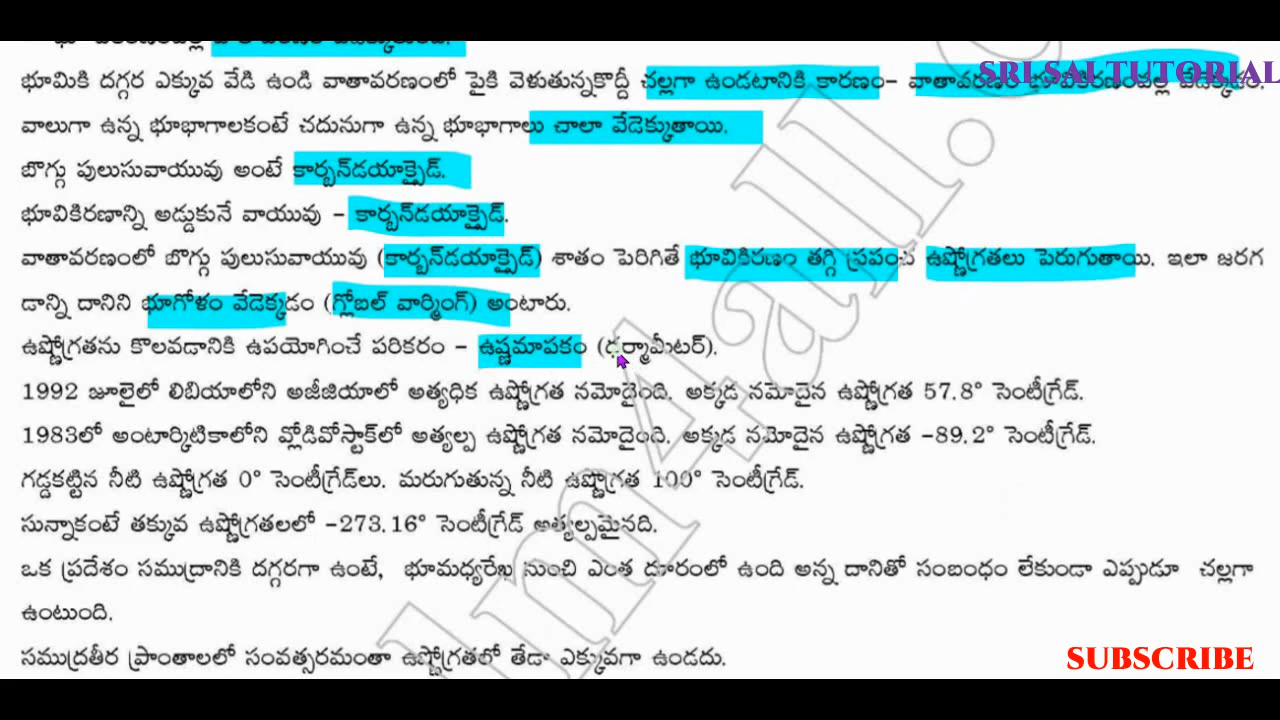 భూమికి దగ్గర ఎక్కువ వేడి ఉండి వాతావరణంలో పైకి వెళుతున్నకొద్దీ చల్లగా ఉండటానికి కారణం– వాతావరణం భూవికిరణంవల్ల వేడెక్కడం.
SRI SAI TUTORIAL
వాలుగా ఉన్న భూభాగాలకంటే చదునుగా ఉన్న భూభాగాలు చాలా వేడెక్కుతాయి.
బొగ్గు పులుసువాయువు అంటే కార్బన్‌డయాక్సైడ్.
భూవికిరణాన్ని అడ్డుకునే వాయువు – కార్బన్‌డయాక్సైడ్.
వాతావరణంలో బొగ్గు పులుసువాయువు (కార్బన్‌డయాక్సైడ్) శాతం పెరిగితే భూవికిరణం తగ్గి ప్రపంచ ఉష్ణోగ్రతలు పెరుగుతాయి. ఇలా జరగ
డాన్ని దానిని భూగోళం వేడెక్కడం (గ్లోబల్ వార్మింగ్) అంటారు.
ఉష్ణోగ్రతను కొలవడానికి ఉపయోగించే పరికరం – ఉష్ణమాపకం (థర్మామీటర్).
1992 జూలైలో లిబియాలోని అజీజియాలో అత్యధిక ఉష్ణోగ్రత నమోదైంది. అక్కడ నమోదైన ఉష్ణోగ్రత 57.8° సెంటీగ్రేడ్.
1983లో అంటార్కిటికాలోని వ్లోడివోస్టాక్‌లో అత్యల్ప ఉష్ణోగ్రత నమోదైంది. అక్కడ నమోదైన ఉష్ణోగ్రత –89.2° సెంటీగ్రేడ్.
గడ్డకట్టిన నీటి ఉష్ణోగ్రత 0° సెంటీగ్రేడ్‌లు. మరుగుతున్న నీటి ఉష్ణోగ్రత 100° సెంటీగ్రేడ్.
సున్నాకంటే తక్కువ ఉష్ణోగ్రతలలో –273.16° సెంటీగ్రేడ్ అత్యల్పమైనది.
ఒక ప్రదేశం సముద్రానికి దగ్గరగా ఉంటే, భూమధ్యరేఖ నుంచి ఎంత దూరంలో ఉంది అన్న దానితో సంబంధం లేకుండా ఎప్పుడూ చల్లగా
ఉంటుంది.
సముద్రతీర ప్రాంతాలలో సంవత్సరమంతా ఉష్ణోగ్రతలో తేడా ఎక్కువగా ఉండదు.
SUBSCRIBE